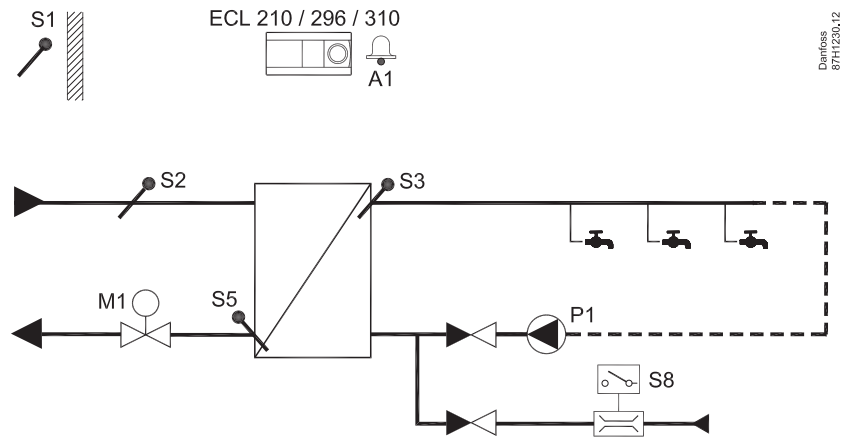 S1
ECL 210 / 296 / 310
A1
Danfoss
87H1230.12
S2
S3
M1
S5
P1
S8